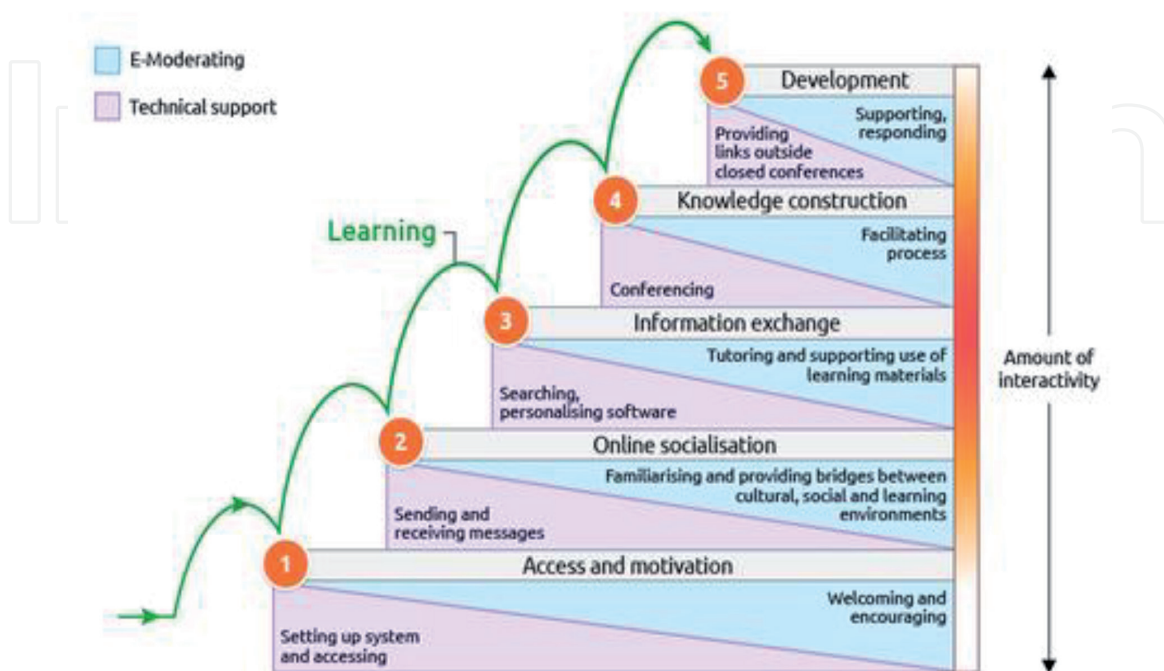 E-Moderating
Technical support
Learning
5
Development
Supporting,
responding
Providing
links outside
closed conferences
4
Knowledge construction
Facilitating
process
Conferencing
3
Information exchange
Tutoring and supporting use of
learning materials
Searching,
personalising software
2
Online socialisation
Familiarising and providing bridges between
cultural, social and learning
environments
Sending and
receiving messages
1
Access and motivation
Welcoming and
encouraging
Setting up system
and accessing
Amount of
interactivity